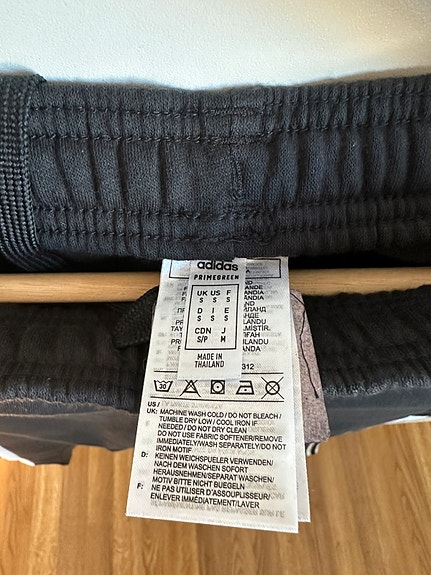 adidas
PRIMEGREEN
UK US F
S S S
D I E
S S S
CDN J
S/P M
MADE IN
THAILAND
312
30
US /
UK: MACHINE WASH COLD / DO NOT BLEACH /
TUMBLE DRY LOW / COOL IRON IF
NEEDED / DO NOT DRY CLEAN
DO NOT USE FABRIC SOFTENER/REMOVE
IMMEDIATELY/WASH SEPARATELY/DO NOT
IRON MOTIF
D: KEINEN WEICHSPUELER VERWENDEN/
NACH DEM WASCHEN SOFORT
HERAUSNEHMEN/SEPARAT WASCHEN/
MOTIV BITTE NICHT BUEGELN
F: NE PAS UTILISER D'ASSOUPLISSEUR/
ENLEVER IMMÉDIATEMENT/LAVER